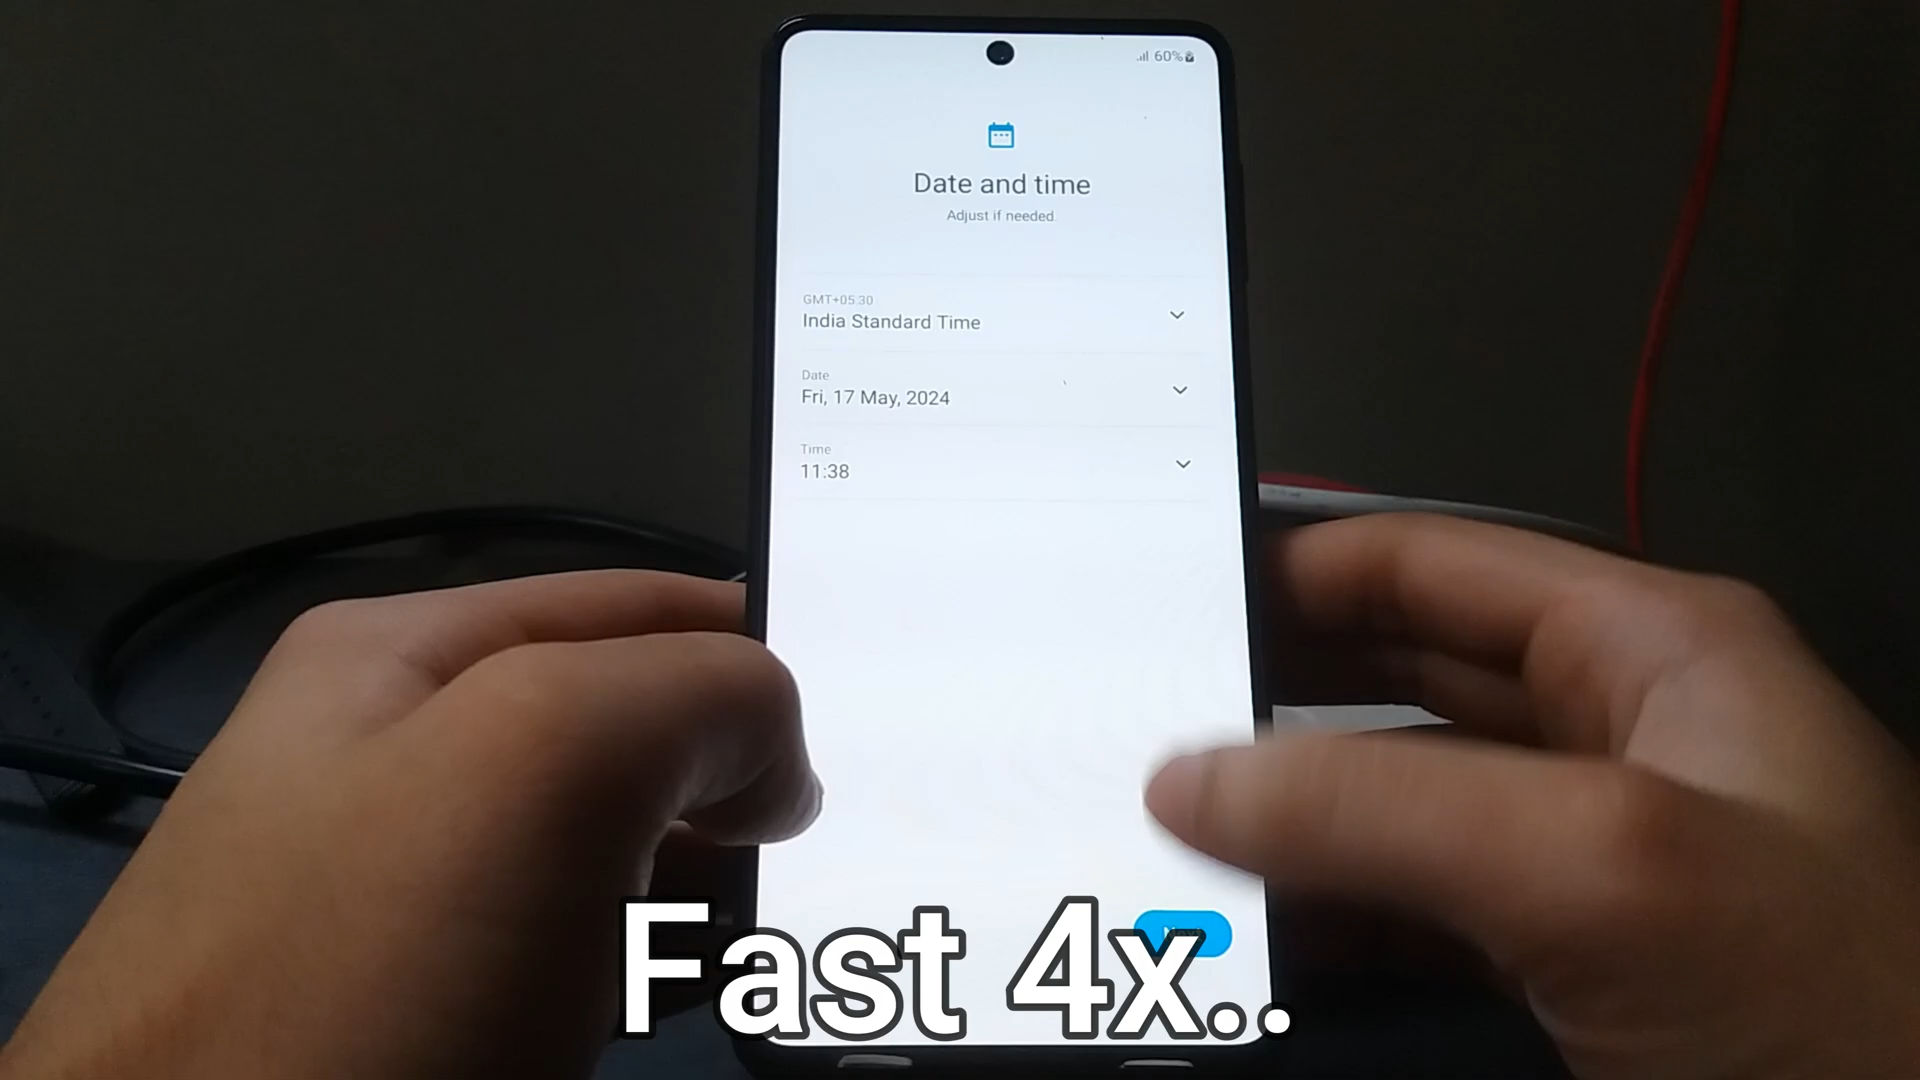 60%
Date and time
Adjust if needed.
GMT+05:30
India Standard Time
Date
Fri, 17 May, 2024
Time
11:38
Fast 4x..